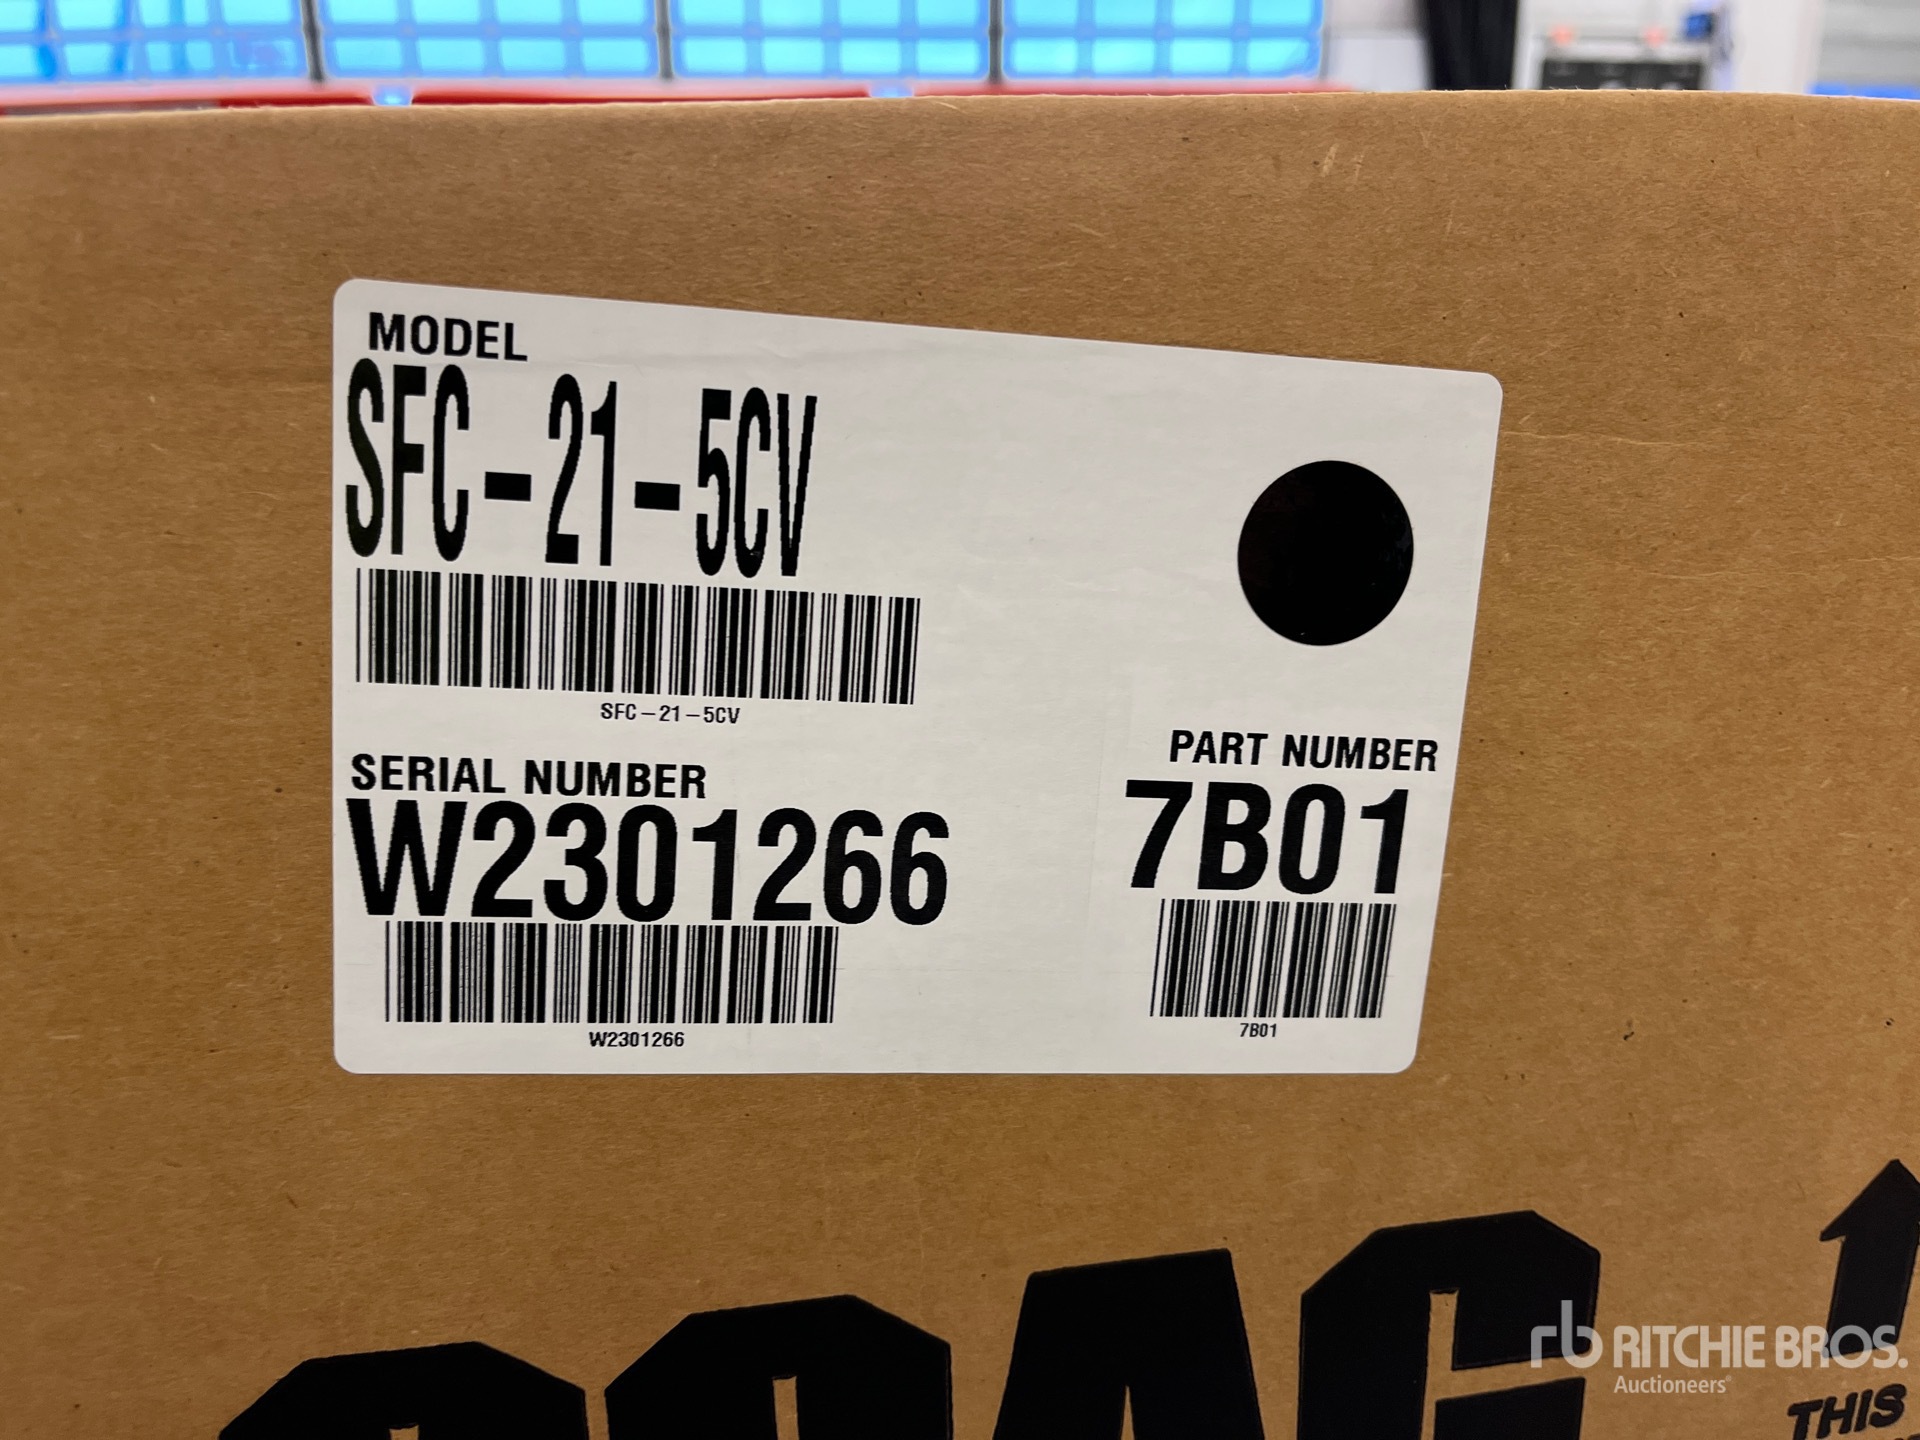 MODEL
SFC-21-5CV
SFC-21-5CV
SERIAL NUMBER
W2301266
W2301266
PART NUMBER
7B01
7B01
rb RITCHIE BROS.
Auctioneers
THIS